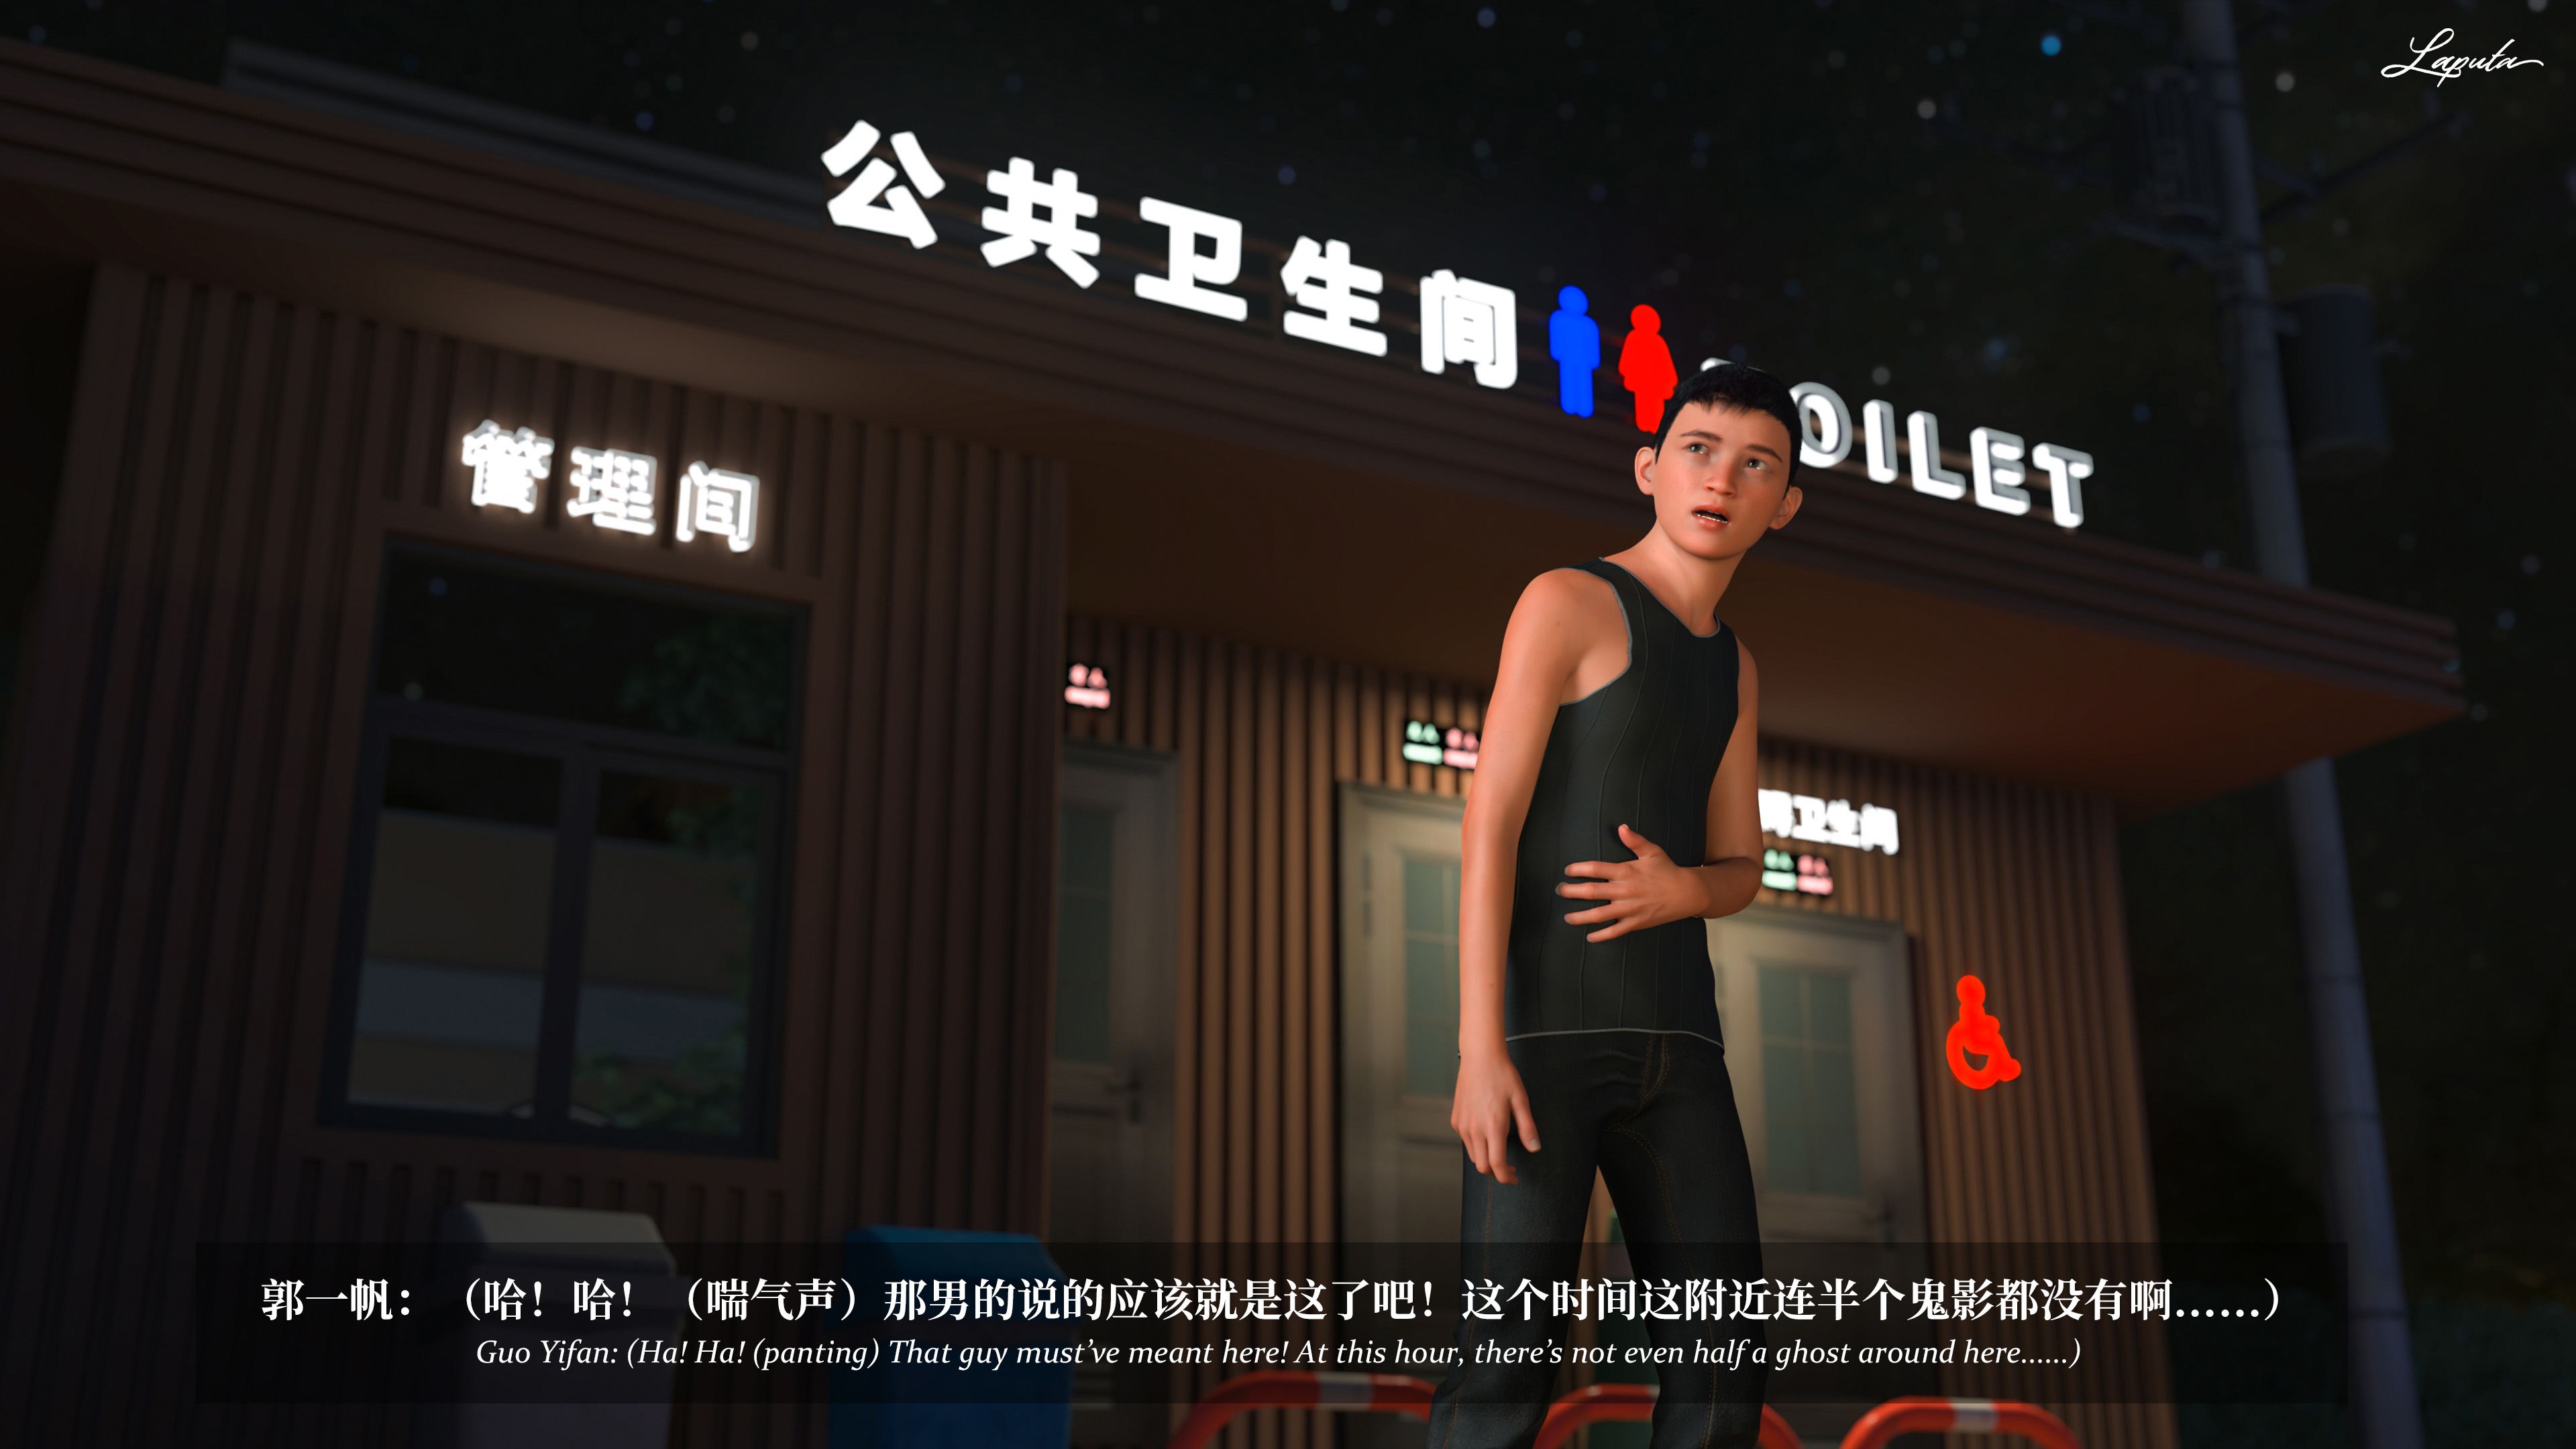 Laputa
公共卫生间 OILET
管理间
卫生间
郭一帆：（哈！哈！（喘气声）那男的说的应该就是这了吧！这个时间这附近连半个鬼影都没有啊……）
Guo Yifan: (Ha! Ha! (panting) That guy must've meant here! At this hour, there's not even half a ghost around here......)